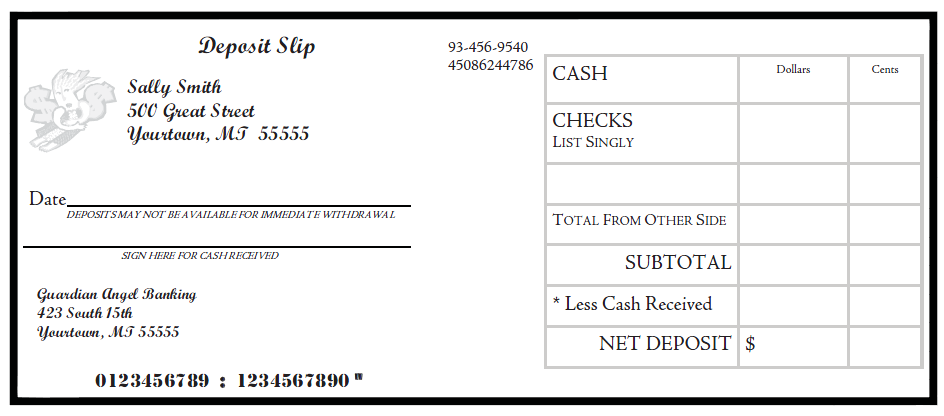 Deposit Slip
93-456-9540
45086244786
Sally Smith
500 Great Street
Yourtown, MT 55555
Date
DEPOSITS MAY NOT BE AVAILABLE FOR IMMEDIATE WITHDRAWAL
SIGN HERE FOR CASH RECEIVED
Guardian Angel Banking
423 South 15th
Yourtown, MT 55555
0123456789 : 1234567890 W
CASH Dollars Cents
CHECKS
LIST SINGLY
TOTAL FROM OTHER SIDE
SUBTOTAL
* Less Cash Received
NET DEPOSIT $